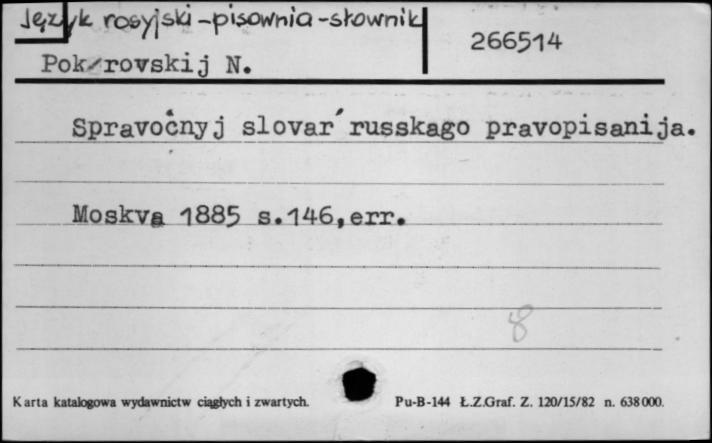 Język rosyjski-pisownia-słownik
266514
Pokrovskij N.
Spravočnyj slovaŕ russkago pravopisanija.
Moskva 1885 s.146,err.
8
Karta katalogowa wydawnictw ciągłych i zwartych.
Pu-B-144 Ł.Z.Graf. Z. 120/15/82 n. 638000.